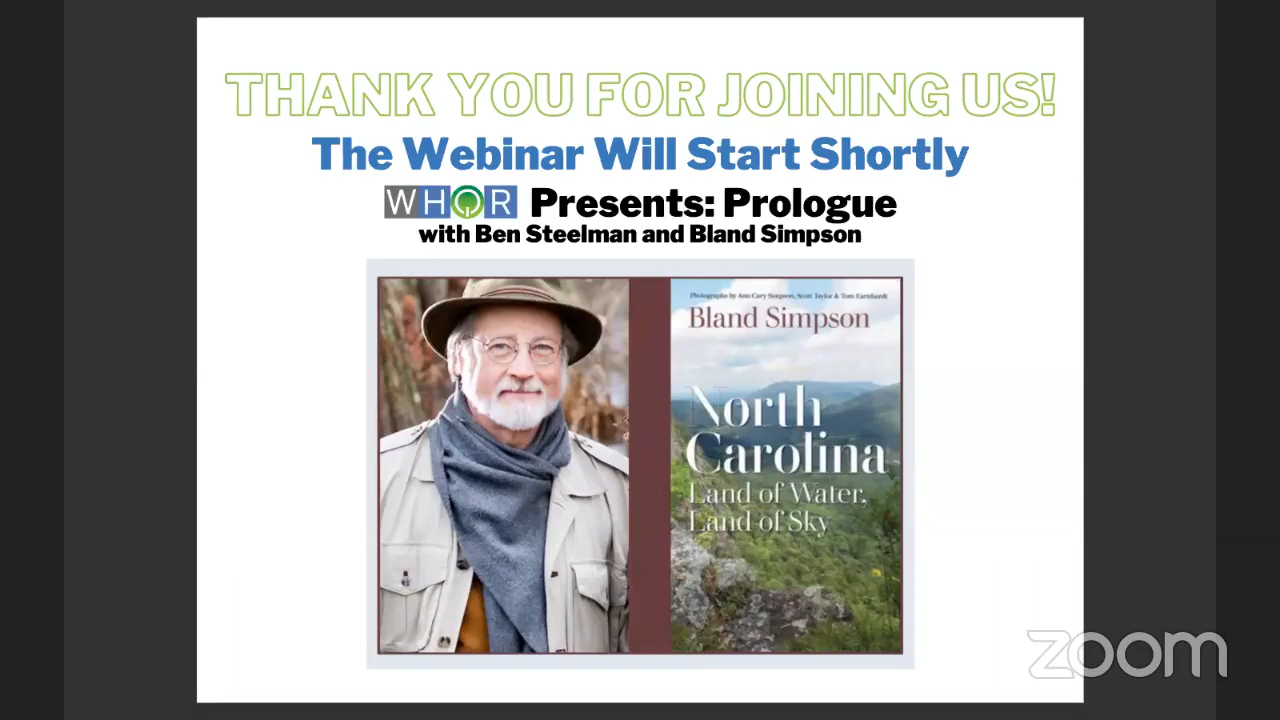 THANK YOU FOR JOINING US!
The Webinar Will Start Shortly
WHQR Presents: Prologue
with Ben Steelman and Bland Simpson
Photographs by Ann Cary Simpson, Scott Taylor & Tom Earnhardt
Bland Simpson
North
Carolina
Land of Water,
Land of Sky
zoom